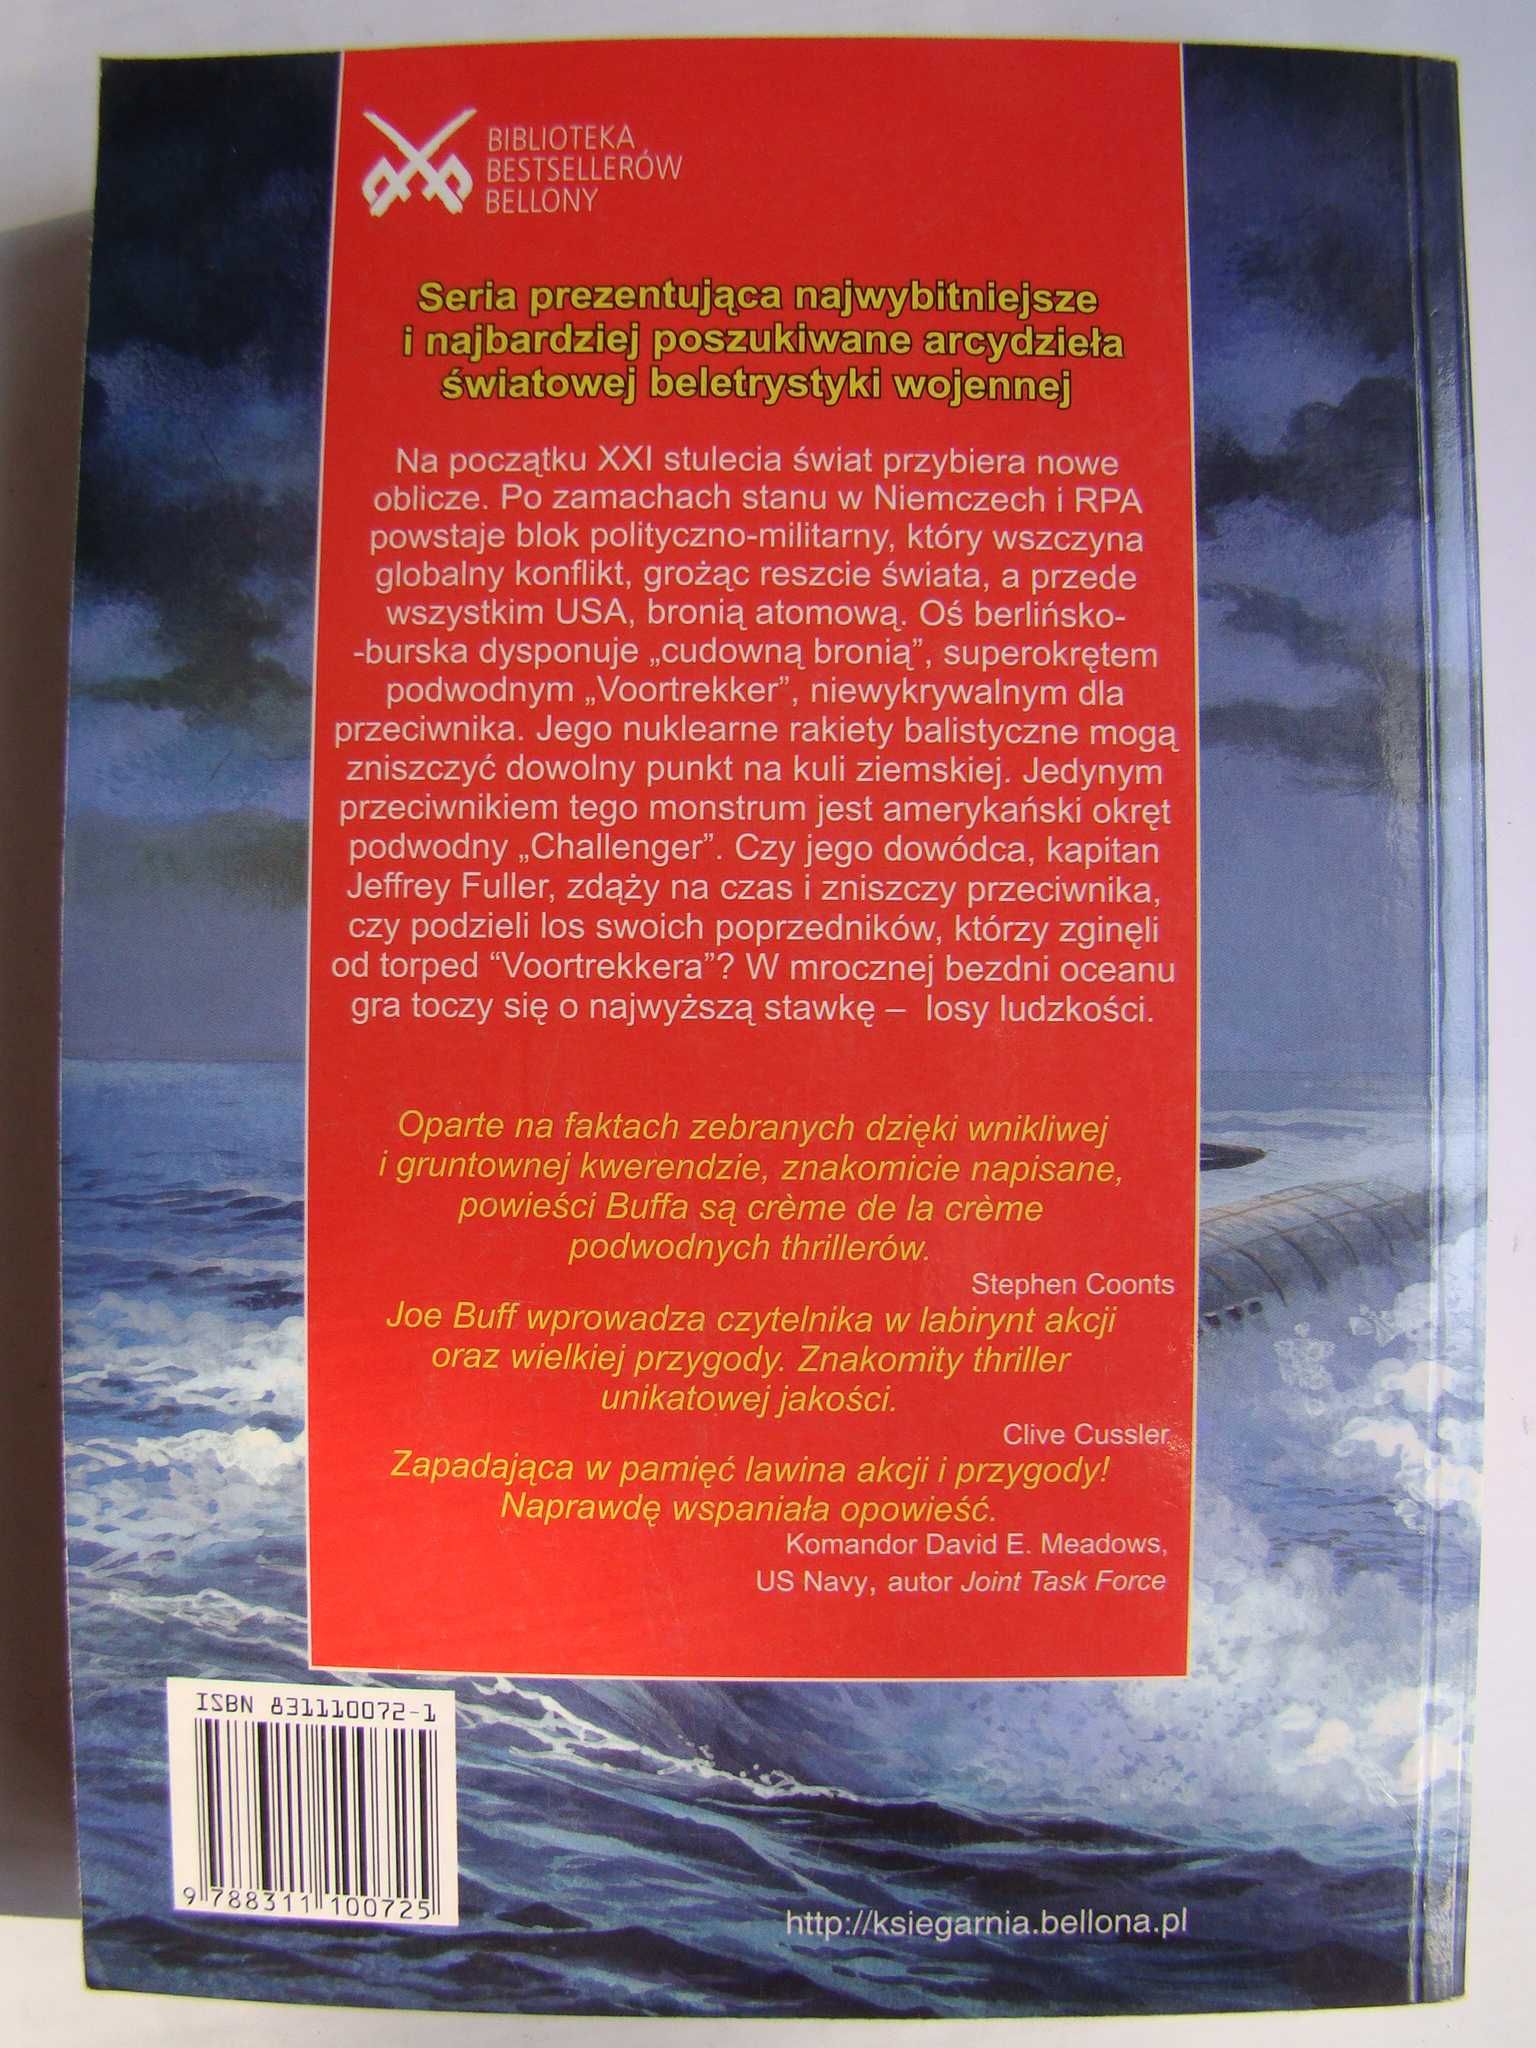 BIBLIOTEKA
BESTSELLERÓW
BELLONY
Seria prezentująca najwybitniejsze
i najbardziej poszukiwane arcydzieła
światowej beletrystyki wojennej
Na początku XXI stulecia świat przybiera nowe
oblicze. Po zamachach stanu w Niemczech i RPA
powstaje blok polityczno-militarny, który wszczyna
globalny konflikt, grożąc reszcie świata, a przede
wszystkim USA, bronią atomową. Oś berlińsko-
-burska dysponuje „cudowną bronią”, superokrętem
podwodnym „Voortrekker”, niewykrywalnym dla
przeciwnika. Jego nuklearne rakiety balistyczne mogą
zniszczyć dowolny punkt na kuli ziemskiej. Jedynym
przeciwnikiem tego monstrum jest amerykański okręt
podwodny „Challenger”. Czy jego dowódca, kapitan
Jeffrey Fuller, zdąży na czas i zniszczy przeciwnika,
czy podzieli los swoich poprzedników, którzy zginęli
od torped “Voortrekkera”? W mrocznej bezdni oceanu
gra toczy się o najwyższą stawkę – losy ludzkości.
Oparte na faktach zebranych dzięki wnikliwej
i gruntownej kwerendzie, znakomicie napisane,
powieści Buffa są crème de la crème
podwodnych thrillerów.
Stephen Coonts
Joe Buff wprowadza czytelnika w labirynt akcji
oraz wielkiej przygody. Znakomity thriller
unikatowej jakości.
Clive Cussler
Zapadająca w pamięć lawina akcji i przygody!
Naprawdę wspaniała opowieść.
Komandor David E. Meadows,
US Navy, autor Joint Task Force
ISBN 831110072-1
9 788311 100725
http://ksiegarnia.bellona.pl